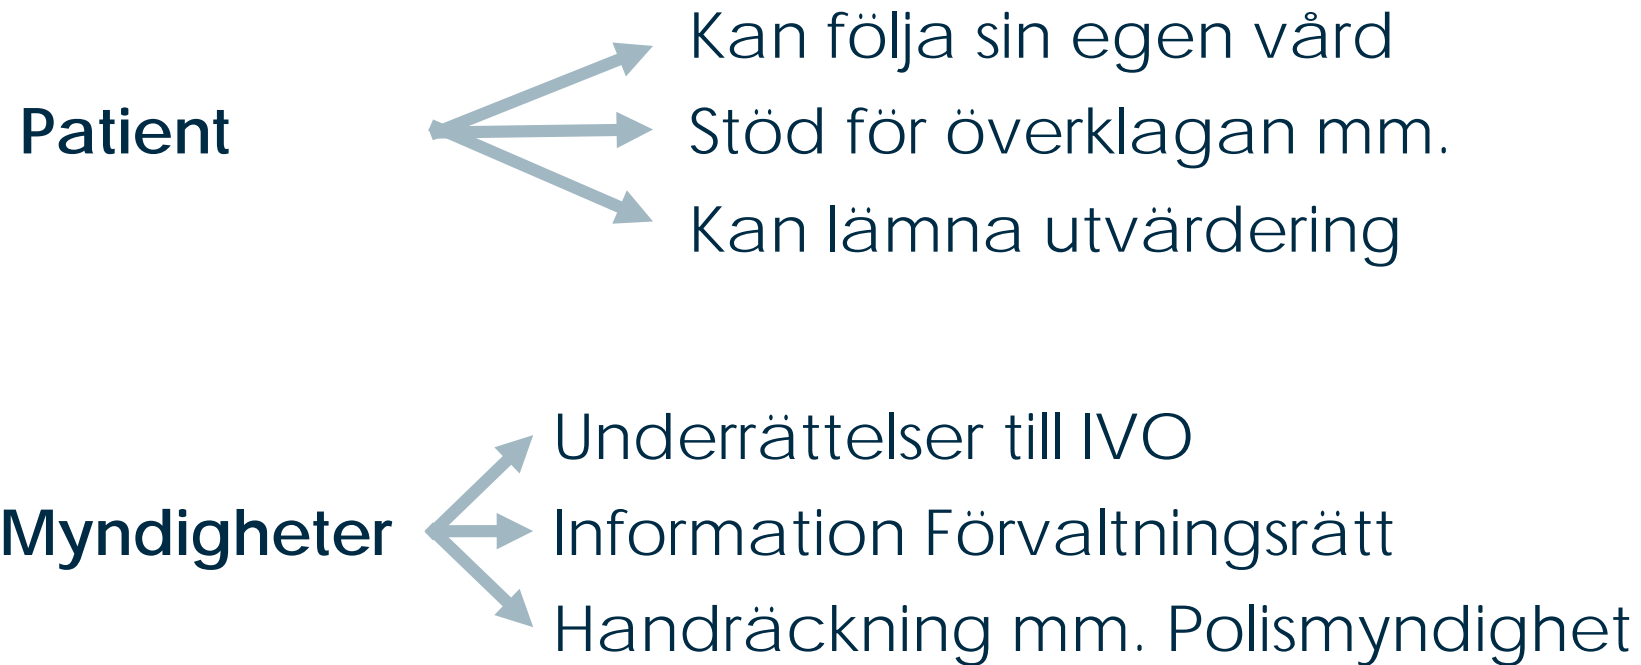 Kan följa sin egen vård
Patient
Stöd för överklagan mm.
Kan lämna utvärdering
Underrättelser till IVO
Myndigheter
Information Förvaltningsrätt
Handräckning mm. Polismyndighet